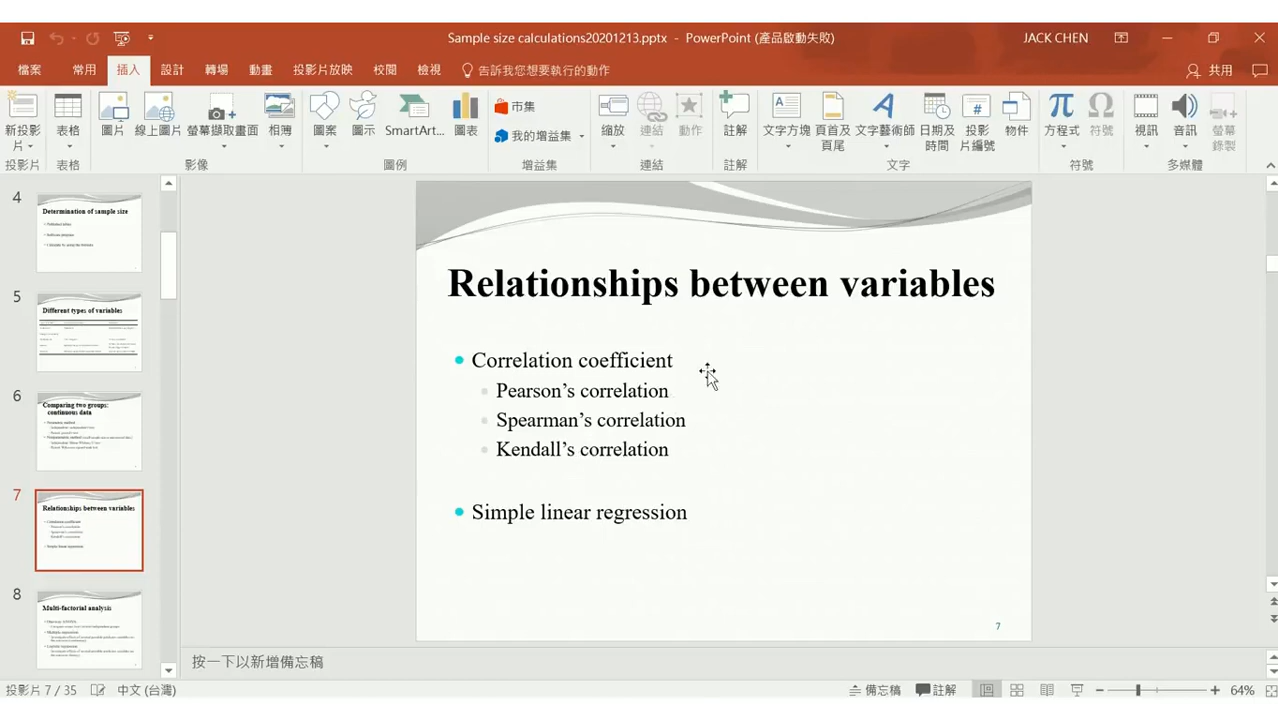 Sample size calculations20201213.pptx - PowerPoint (產品啟動失敗)
JACK CHEN
檔案 常用 插入 設計 轉場 動畫 投影片放映 校閱 檢視 告訴我您想要執行的動作 共用
新投影片
表格
圖片
線上圖片
螢幕擷取畫面
相簿
圖案
圖示
SmartArt...
圖表
市集
我的增益集
縮放
連結
動作
註解
文字方塊
頁首及頁尾
文字藝術師
日期及時間
投影片編號
物件
方程式
符號
視訊
音訊
螢幕錄製
投影片 表格 影像 圖例 增益集 連結 註解 文字 符號 多媒體
4
Determination of sample size
5
Different types of variables
6
Comparing two groups:
continuous data
7
Relationships between variables
Correlation coefficient
Pearson's correlation
Spearman's correlation
Kendall's correlation
Simple linear regression
8
Multi-factorial analysis
Relationships between variables
Correlation coefficient
Pearson’s correlation
Spearman’s correlation
Kendall’s correlation
Simple linear regression
7
按一下以新增備忘稿
投影片 7 / 35 中文 (台灣) 備忘稿 註解 64%